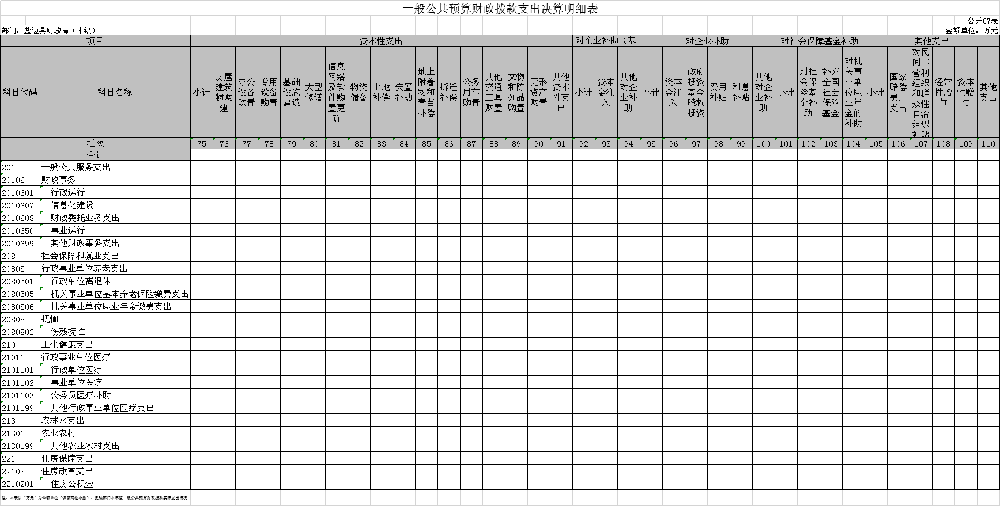 一般公共预算财政拨款支出决算明细表
公开07表
部门：盐边县财政局（本级）
金额单位：万元
项目 资本性支出 对企业补助（基 对企业补助 对社会保障基金补助 其他支出
科目代码 科目名称 小计 房屋建筑物购建 办公设备购置 专用设备购置 基础设施建设 大型修缮 信息网络及软件购置更新 物资储备 土地补偿 安置补助 地上附着物和青苗补偿 拆迁补偿 公务用车购置 其他交通工具购置 文物和陈列品购置 无形资产购置 其他资本性支出 小计 资本金注入 其他对企业补助 小计 资本金注入 政府投资基金股权投资 费用补贴 利息补贴 其他对企业补助 小计 对社会保险基金补助 补充全国社会保障基金 对机关事业单位职业年金的补助 小计 国家赔偿费用支出 对民间非营利组织和群众性自治组织补贴 经常性赠与 资本性赠与 其他支出
栏次 75 76 77 78 79 80 81 82 83 84 85 86 87 88 89 90 91 92 93 94 95 96 97 98 99 100 101 102 103 104 105 106 107 108 109 110
合计
201 一般公共服务支出
20106 财政事务
2010601 行政运行
2010607 信息化建设
2010608 财政委托业务支出
2010650 事业运行
2010699 其他财政事务支出
208 社会保障和就业支出
20805 行政事业单位养老支出
2080501 行政单位离退休
2080505 机关事业单位基本养老保险缴费支出
2080506 机关事业单位职业年金缴费支出
20808 抚恤
2080802 伤残抚恤
210 卫生健康支出
21011 行政事业单位医疗
2101101 行政单位医疗
2101102 事业单位医疗
2101103 公务员医疗补助
2101199 其他行政事业单位医疗支出
213 农林水支出
21301 农业农村
2130199 其他农业农村支出
221 住房保障支出
22102 住房改革支出
2210201 住房公积金
注：本表以“万元”为金额单位（保留两位小数），反映部门本年度一般公共预算财政拨款实际支出情况。